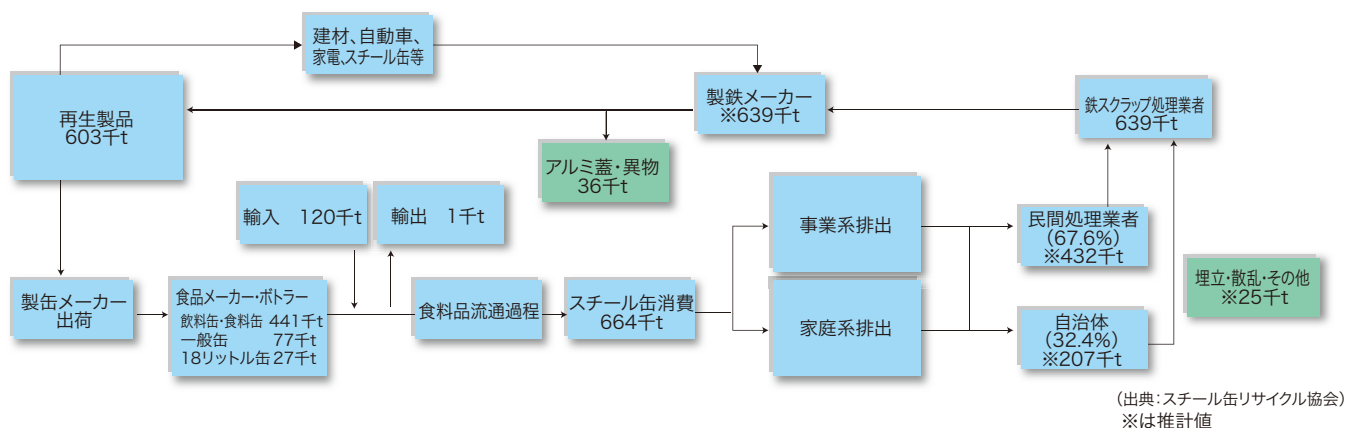 建材、自動車、
家電、スチール缶等
再生製品
603千t
製鉄メーカー
※639千t
鉄スクラップ処理業者
639千t
アルミ蓋・異物
36千t
輸入 120千t
輸出 1千t
事業系排出
民間処理業者
(67.6%)
※432千t
埋立・散乱・その他
※25千t
製缶メーカー
出荷
食品メーカー・ボトラー
飲料缶・食料缶 441千t
一般缶 77千t
18リットル缶 27千t
食料品流通過程
スチール缶消費
664千t
家庭系排出
自治体
(32.4%)
※207千t
(出典:スチール缶リサイクル協会)
※は推計値